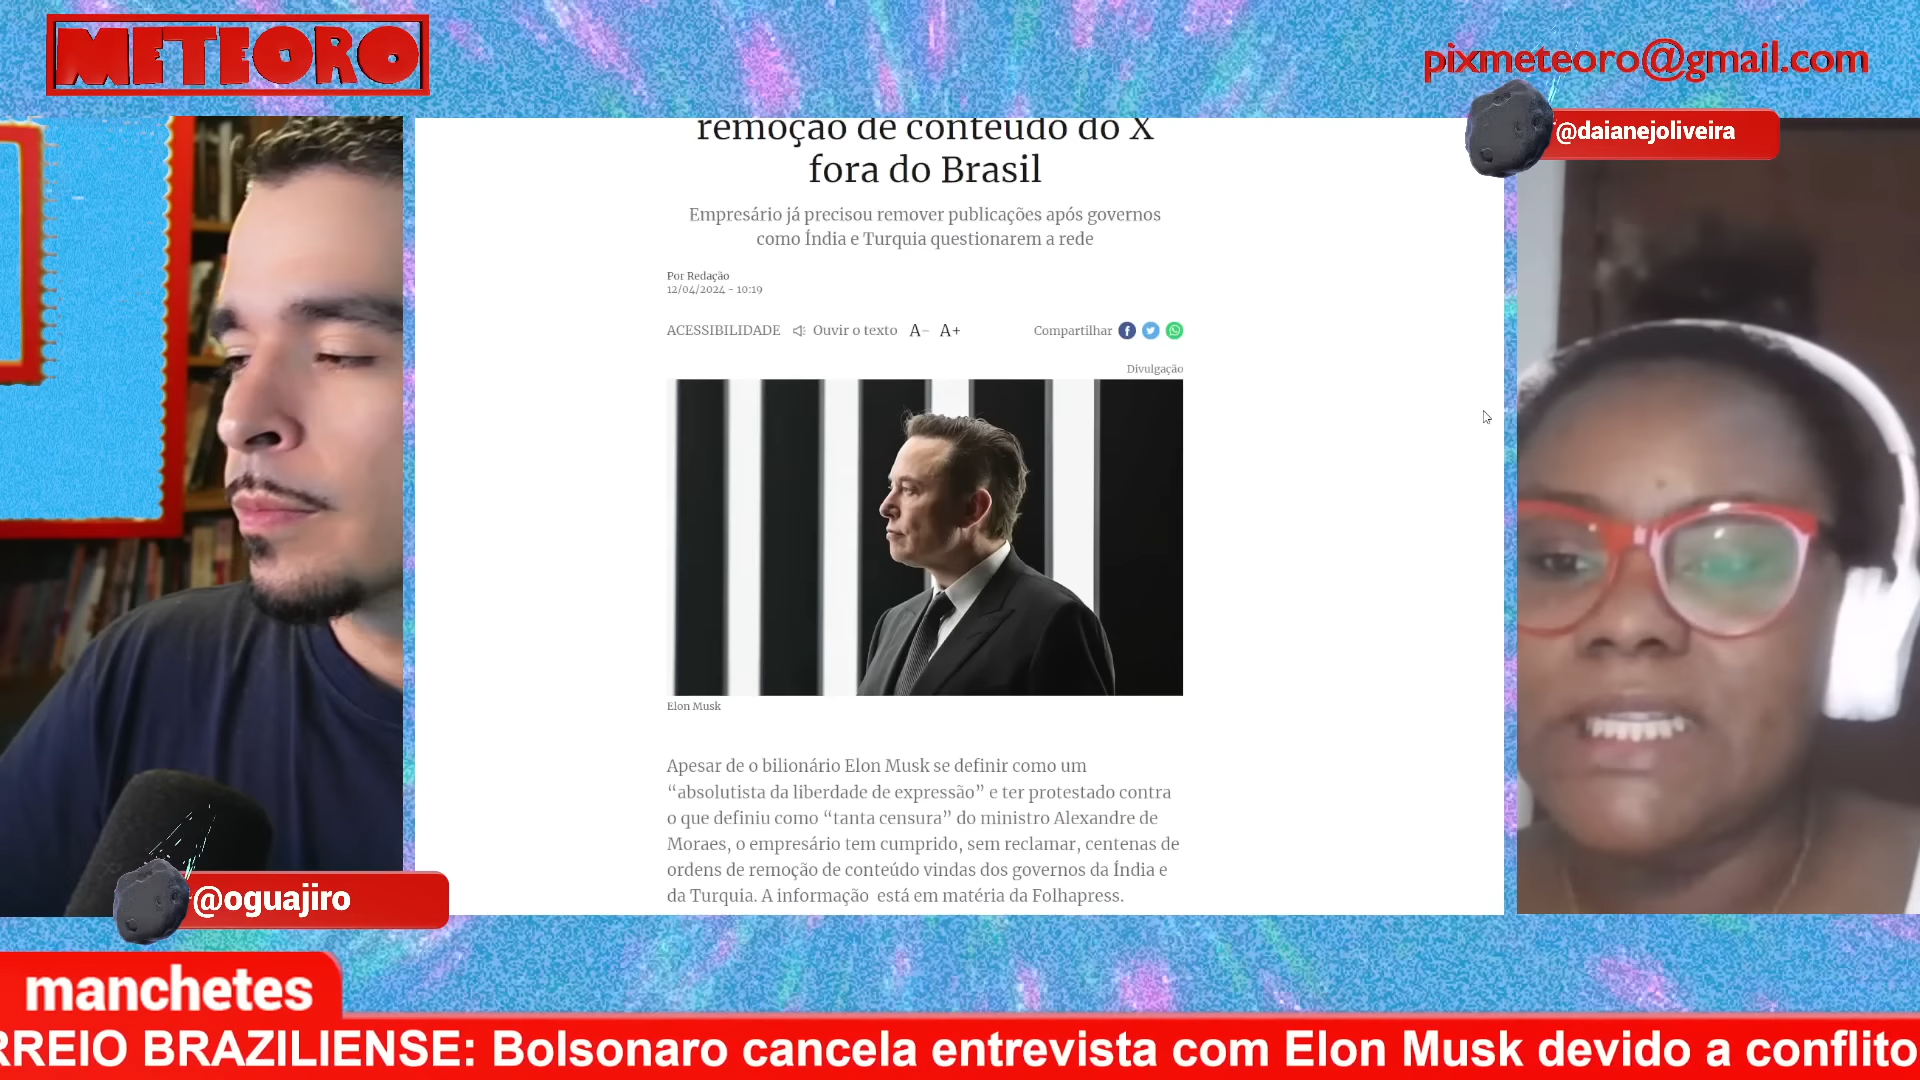 METEORO
pixmeteoro@gmail.com
@daianejoliveira
remoção de conteúdo do X
fora do Brasil
Empresário já precisou remover publicações após governos
como Índia e Turquia questionarem a rede
Por Redação
12/04/2024 - 10:19
ACESSIBILIDADE Ouvir o texto A- A+ Compartilhar
Divulgação
Elon Musk
Apesar de o bilionário Elon Musk se definir como um
“absolutista da liberdade de expressão” e ter protestado contra
o que definiu como “tanta censura” do ministro Alexandre de
Moraes, o empresário tem cumprido, sem reclamar, centenas de
ordens de remoção de conteúdo vindas dos governos da Índia e
da Turquia. A informação está em matéria da Folhapress.
@oguajiro
manchetes
RREIO BRAZILIENSE: Bolsonaro cancela entrevista com Elon Musk devido a conflito